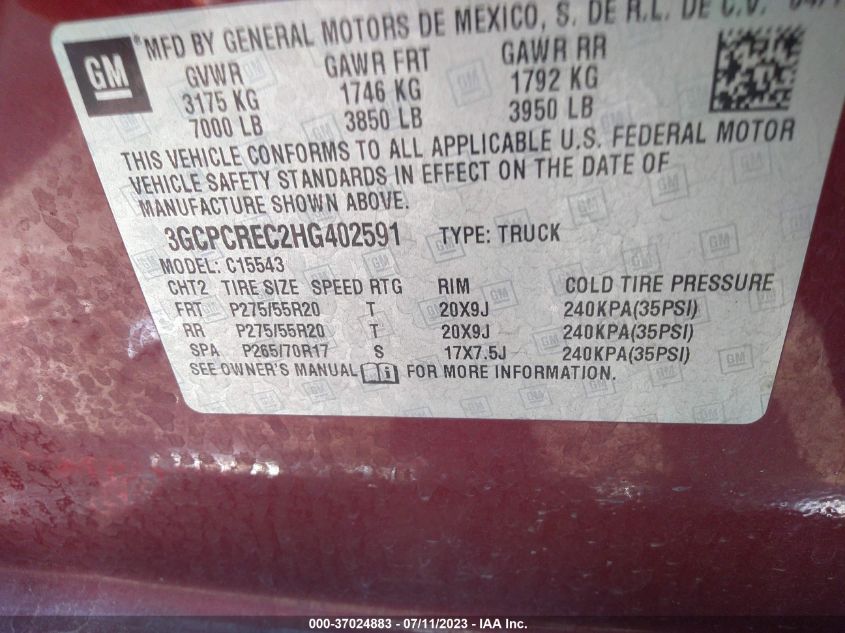 GM
®MFD BY GENERAL MOTORS DE MEXICO, S. DE R.L. DE C.V.
GVWR GAWR FRT GAWR RR
3175 KG 1746 KG 1792 KG
7000 LB 3850 LB 3950 LB
THIS VEHICLE CONFORMS TO ALL APPLICABLE U.S. FEDERAL MOTOR
VEHICLE SAFETY STANDARDS IN EFFECT ON THE DATE OF
MANUFACTURE SHOWN ABOVE.
3GCPCREC2HG402591 TYPE: TRUCK
MODEL: C15543
CHT2 TIRE SIZE SPEED RTG RIM COLD TIRE PRESSURE
FRT P275/55R20 T 20X9J 240KPA(35PSI)
RR P275/55R20 T 20X9J 240KPA(35PSI)
SPA P265/70R17 S 17X7.5J 240KPA(35PSI)
SEE OWNER'S MANUAL FOR MORE INFORMATION.
000-37024883 - 07/11/2023 - IAA Inc.